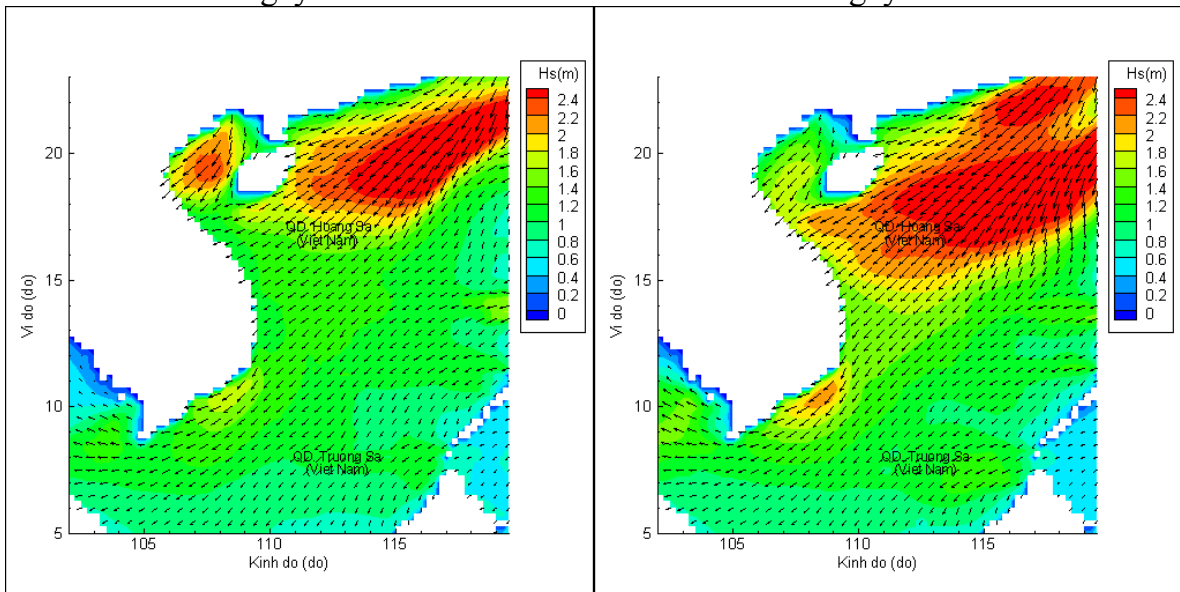 Hs(m)
2.4
2.2
2
1.8
1.6
1.4
1.2
1
0.8
0.6
0.4
0.2
0
QD. Hoang Sa
(Viet Nam)
QD. Truong Sa
(Viet Nam)
Vi do (do)
20
15
10
5
105
110
115
Kinh do (do)
Hs(m)
2.4
2.2
2
1.8
1.6
1.4
1.2
1
0.8
0.6
0.4
0.2
0
QD. Hoang Sa
(Viet Nam)
QD. Truong Sa
(Viet Nam)
Vi do (do)
20
15
10
5
105
110
115
Kinh do (do)